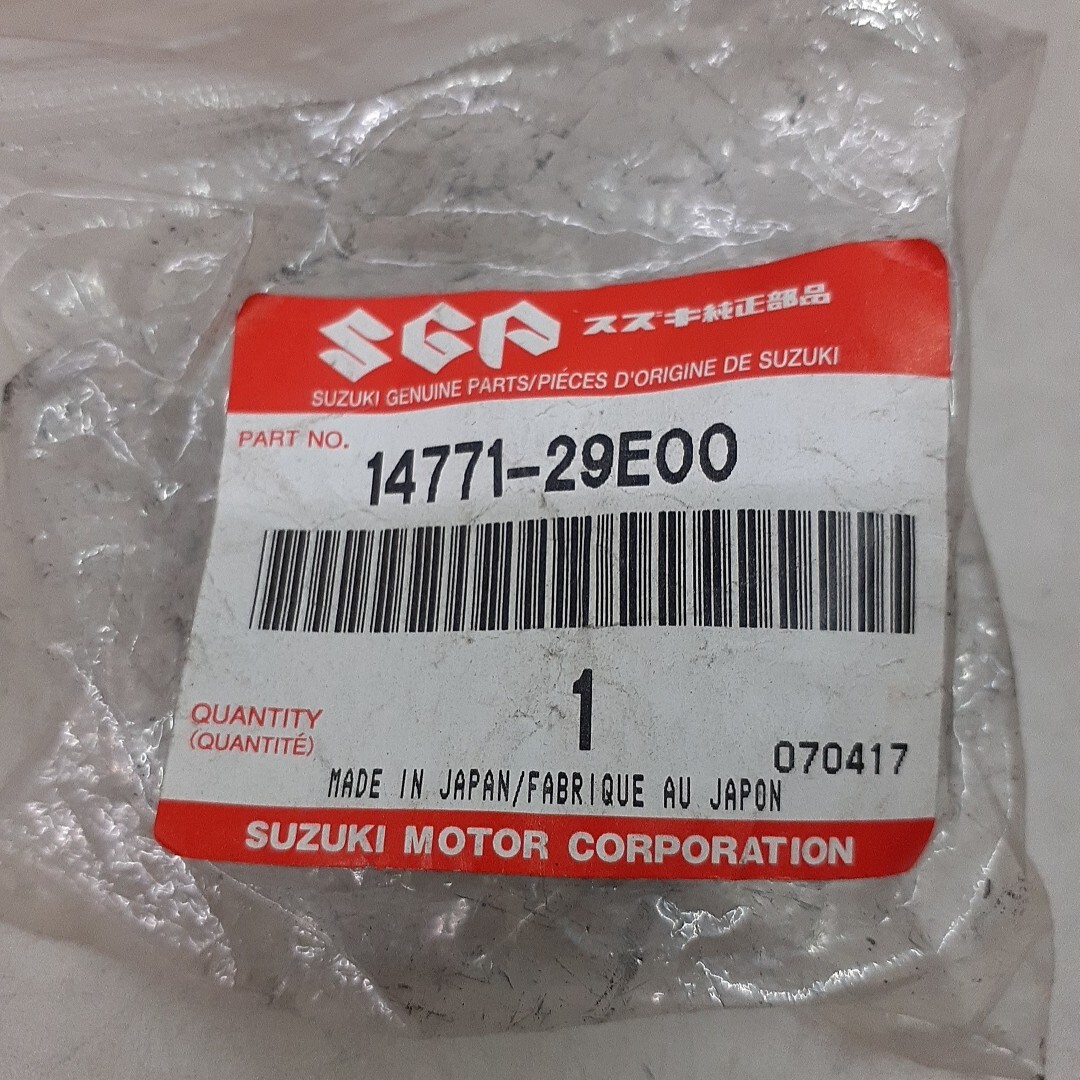 SGP スズキ純正部品
SUZUKI GENUINE PARTS/PIÉCES D'ORIGINE DE SUZUKI
PART NO. 14771-29E00
QUANTITY 1
(QUANTITÉ) 070417
MADE IN JAPAN/FABRIQUE AU JAPON
SUZUKI MOTOR CORPORATION